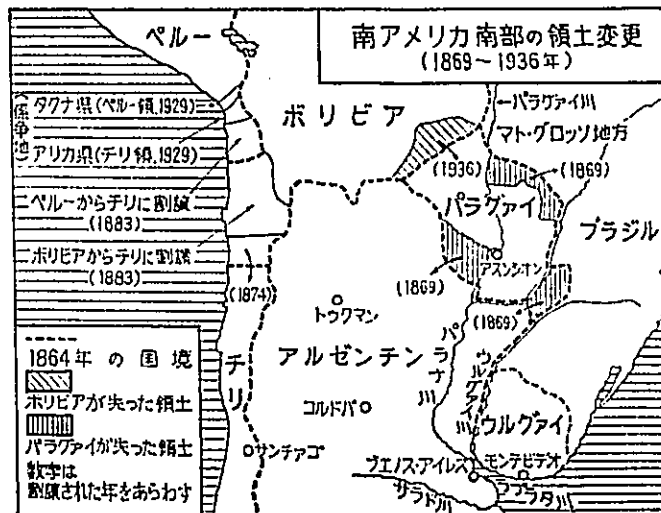 南アメリカ南部の領土変更
(1869〜1936年)
ペルー
ボリビア
パラグァイ川
マト・グロッソ地方
(係争地)
タクナ県(ペルー領,1929)
アリカ県(チリ領,1929)
ペルーからチリに割譲
(1883)
ボリビアからチリに割譲
(1883)
(1936)
(1869)
パラグァイ
ブラジル
アスンシオン
(1869)
(1874)
(1869)
トゥクマン
パラナ川
ウルグァイ川
アルゼンチン
チリ
コルドバ
ウルグァイ
サンチァゴ
ブエノス・アイレス
モンテビデオ
サラド川
ラプラタ川
1864年の国境
ボリビアが失った領土
パラグァイが失った領土
数字は
割譲された年をあらわす